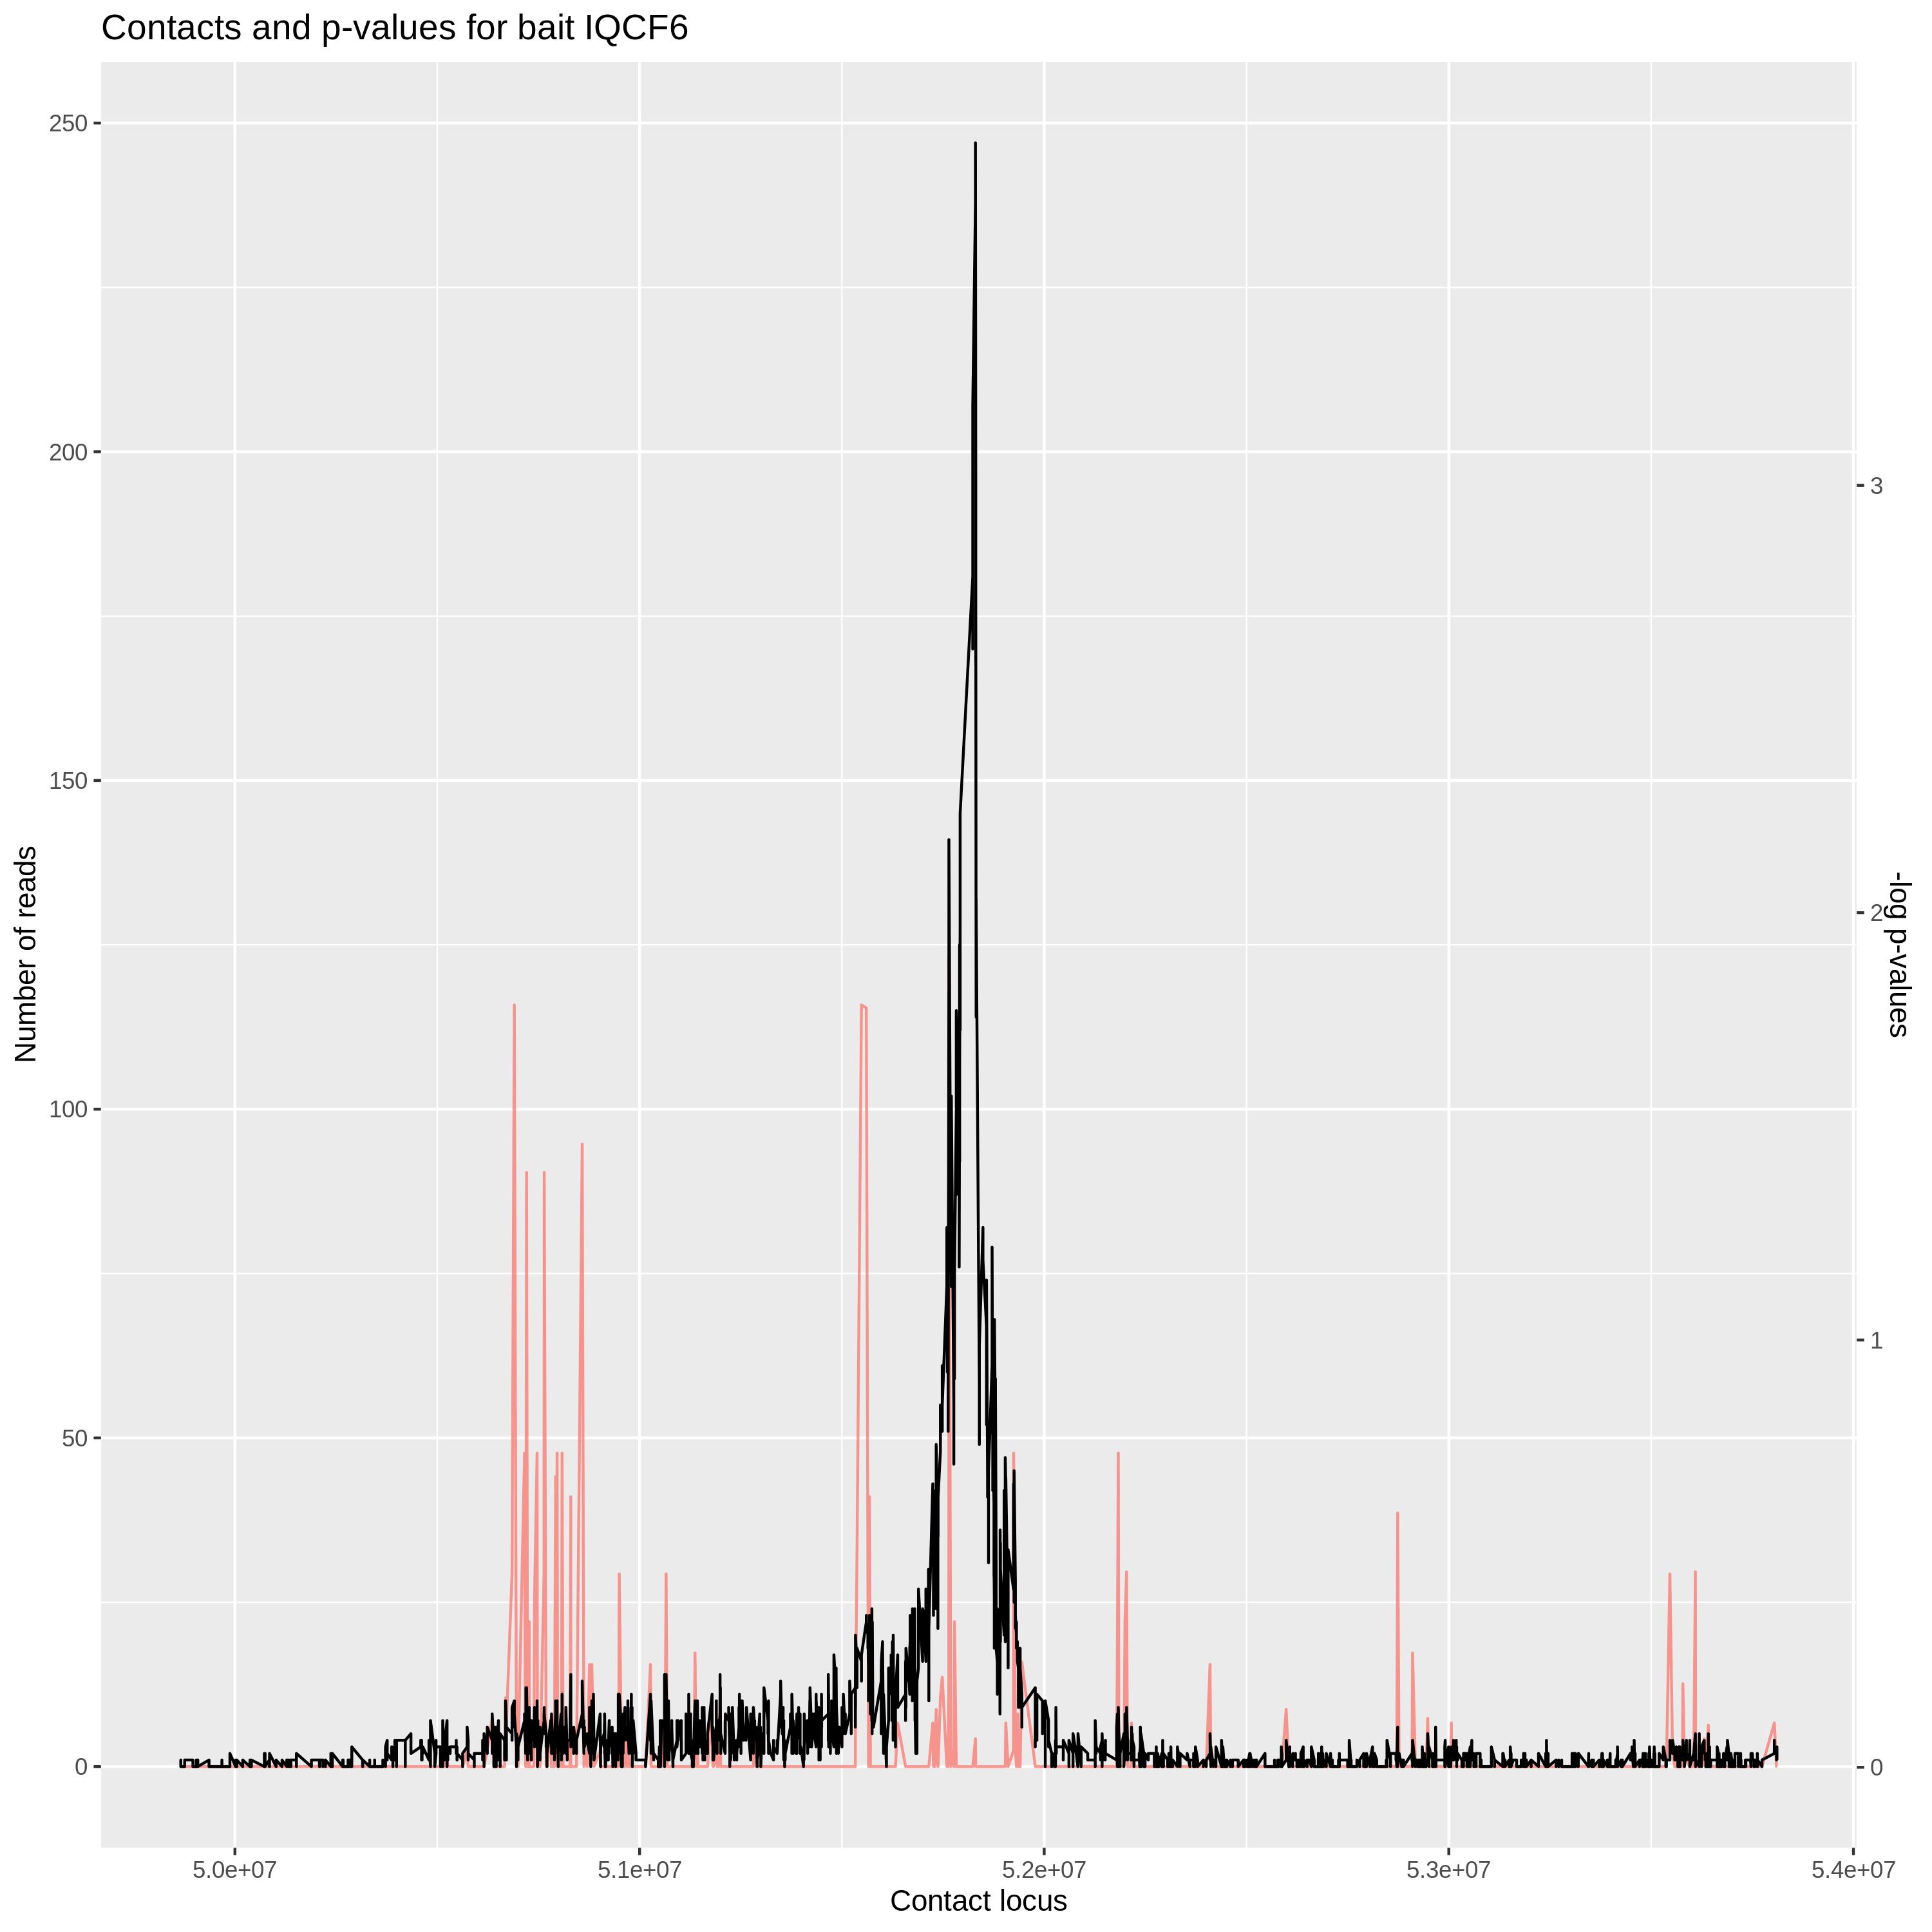 Contacts and p-values for bait IQCF6
250
200
150
100
50
0
Number of reads
3
2
1
0
-log p-values
5.0e+07
5.1e+07
5.2e+07
5.3e+07
5.4e+07
Contact locus